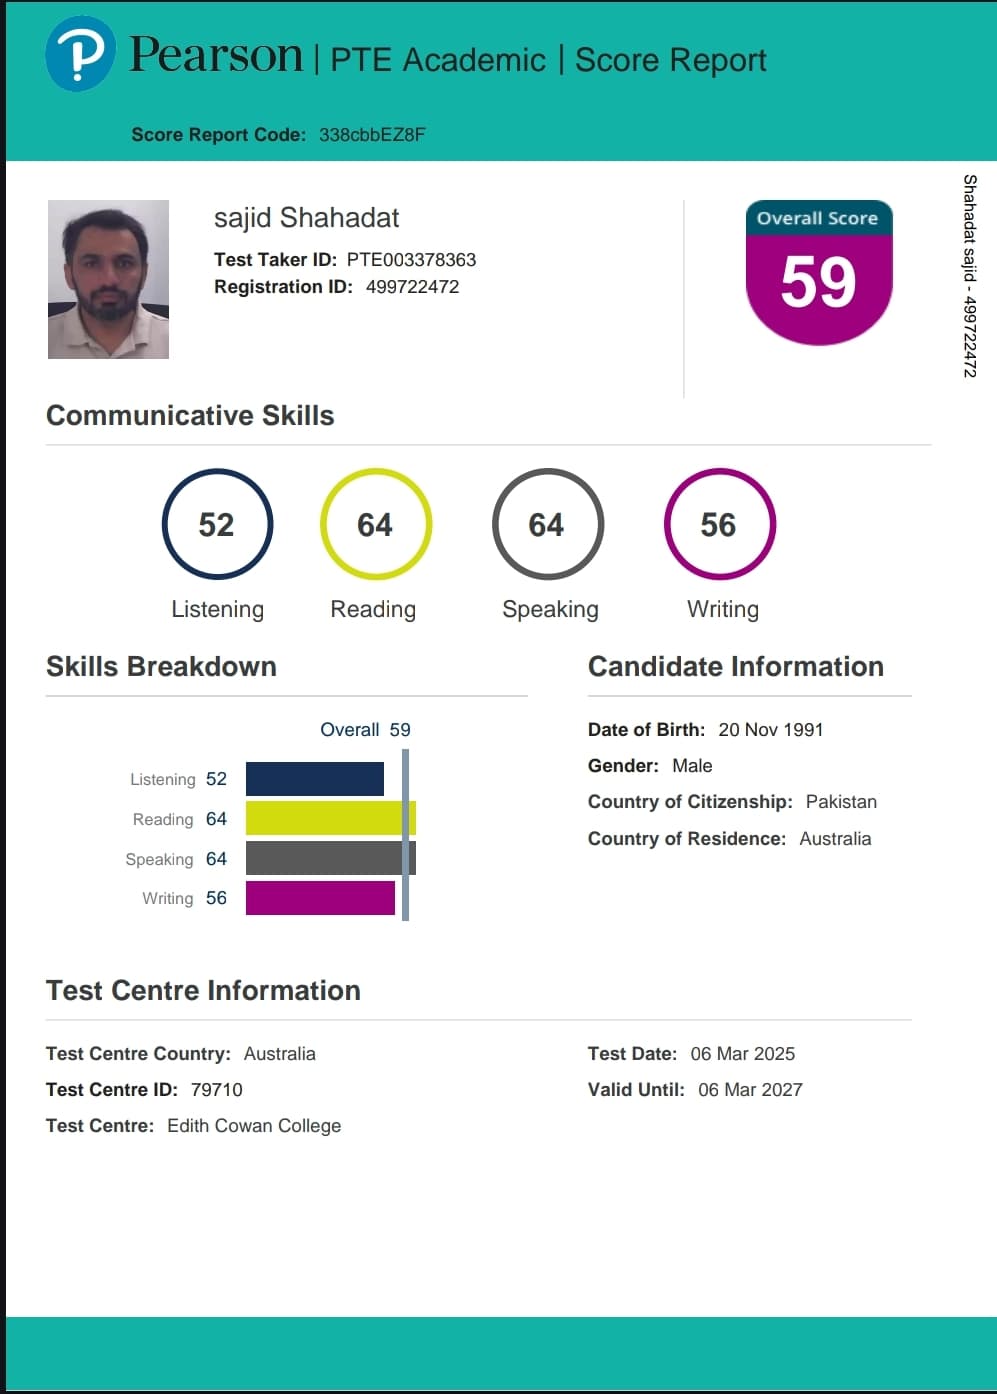 Pearson | PTE Academic | Score Report
Score Report Code: 338cbbEZ8F
Shahadat sajid - 499722472
sajid Shahadat
Test Taker ID: PTE003378363
Registration ID: 499722472
Overall Score
59
Communicative Skills
52 64 64 56
Listening Reading Speaking Writing
Skills Breakdown
Overall 59
Listening 52
Reading 64
Speaking 64
Writing 56
Candidate Information
Date of Birth: 20 Nov 1991
Gender: Male
Country of Citizenship: Pakistan
Country of Residence: Australia
Test Centre Information
Test Centre Country: Australia
Test Centre ID: 79710
Test Centre: Edith Cowan College
Test Date: 06 Mar 2025
Valid Until: 06 Mar 2027